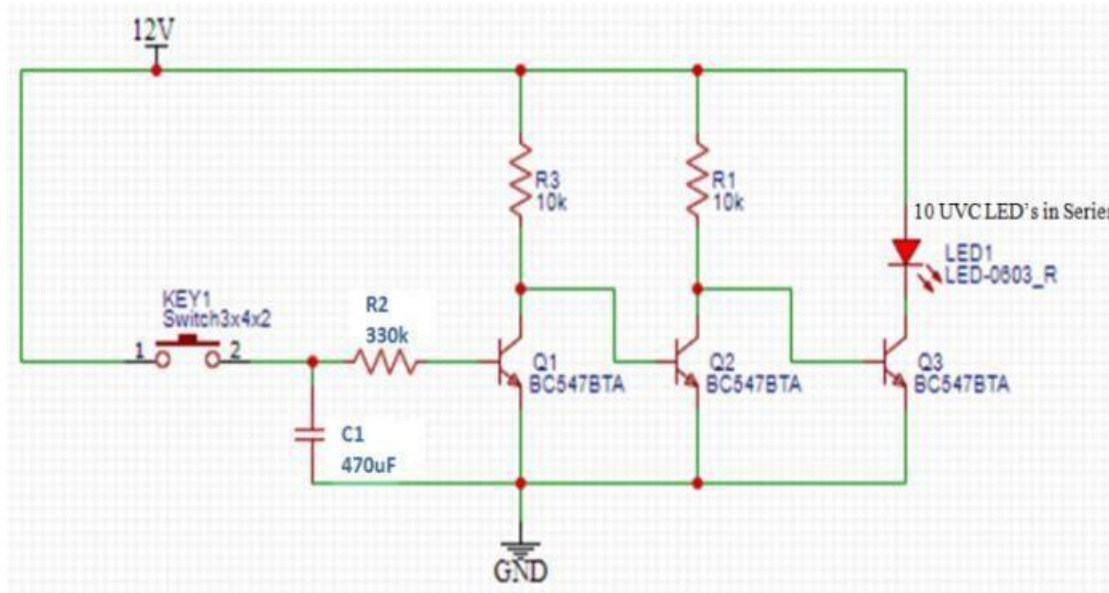 12V
R3
10k
R1
10k
10 UVC LED's in Series
LED1
LED-0603_R
KEY1
Switch3x4x2
1
2
R2
330k
Q1
BC547BTA
Q2
BC547BTA
Q3
BC547BTA
C1
470uF
GND